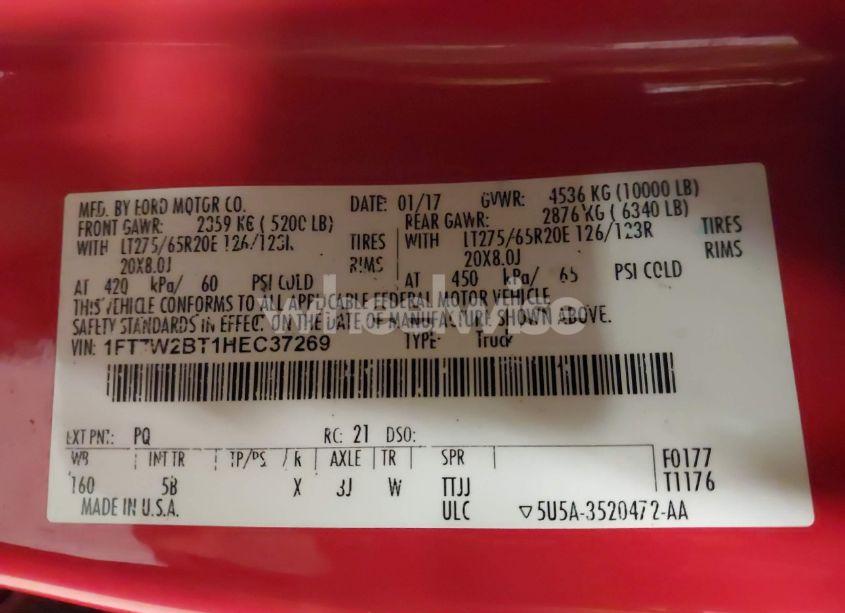 MFD. BY FORD MOTOR CO. DATE: 01/17 GVWR: 4536 KG (10000 LB)
FRONT GAWR: 2359 KG ( 5200 LB) REAR GAWR: 2876 KG ( 6340 LB)
WITH LT275/65R20E 126/123R TIRES WITH LT275/65R20E 126/123R TIRES
20X8.0J RIMS 20X8.0J RIMS
AT 420 kPa/ 60 PSI COLD AT 450 kPa/ 65 PSI COLD
THIS VEHICLE CONFORMS TO ALL APPLICABLE FEDERAL MOTOR VEHICLE
SAFETY STANDARDS IN EFFECT ON THE DATE OF MANUFACTURE SHOWN ABOVE.
VIN: 1FT7W2BT1HEC37269 TYPE: Truck
EXT PNT: PQ RC: 21 DSO:
WB INT TR TP/PS R AXLE TR SPR F0177
160 5B X 3J W TTJJ T1176
MADE IN U.S.A. ULC ▽5U5A-3520472-AA